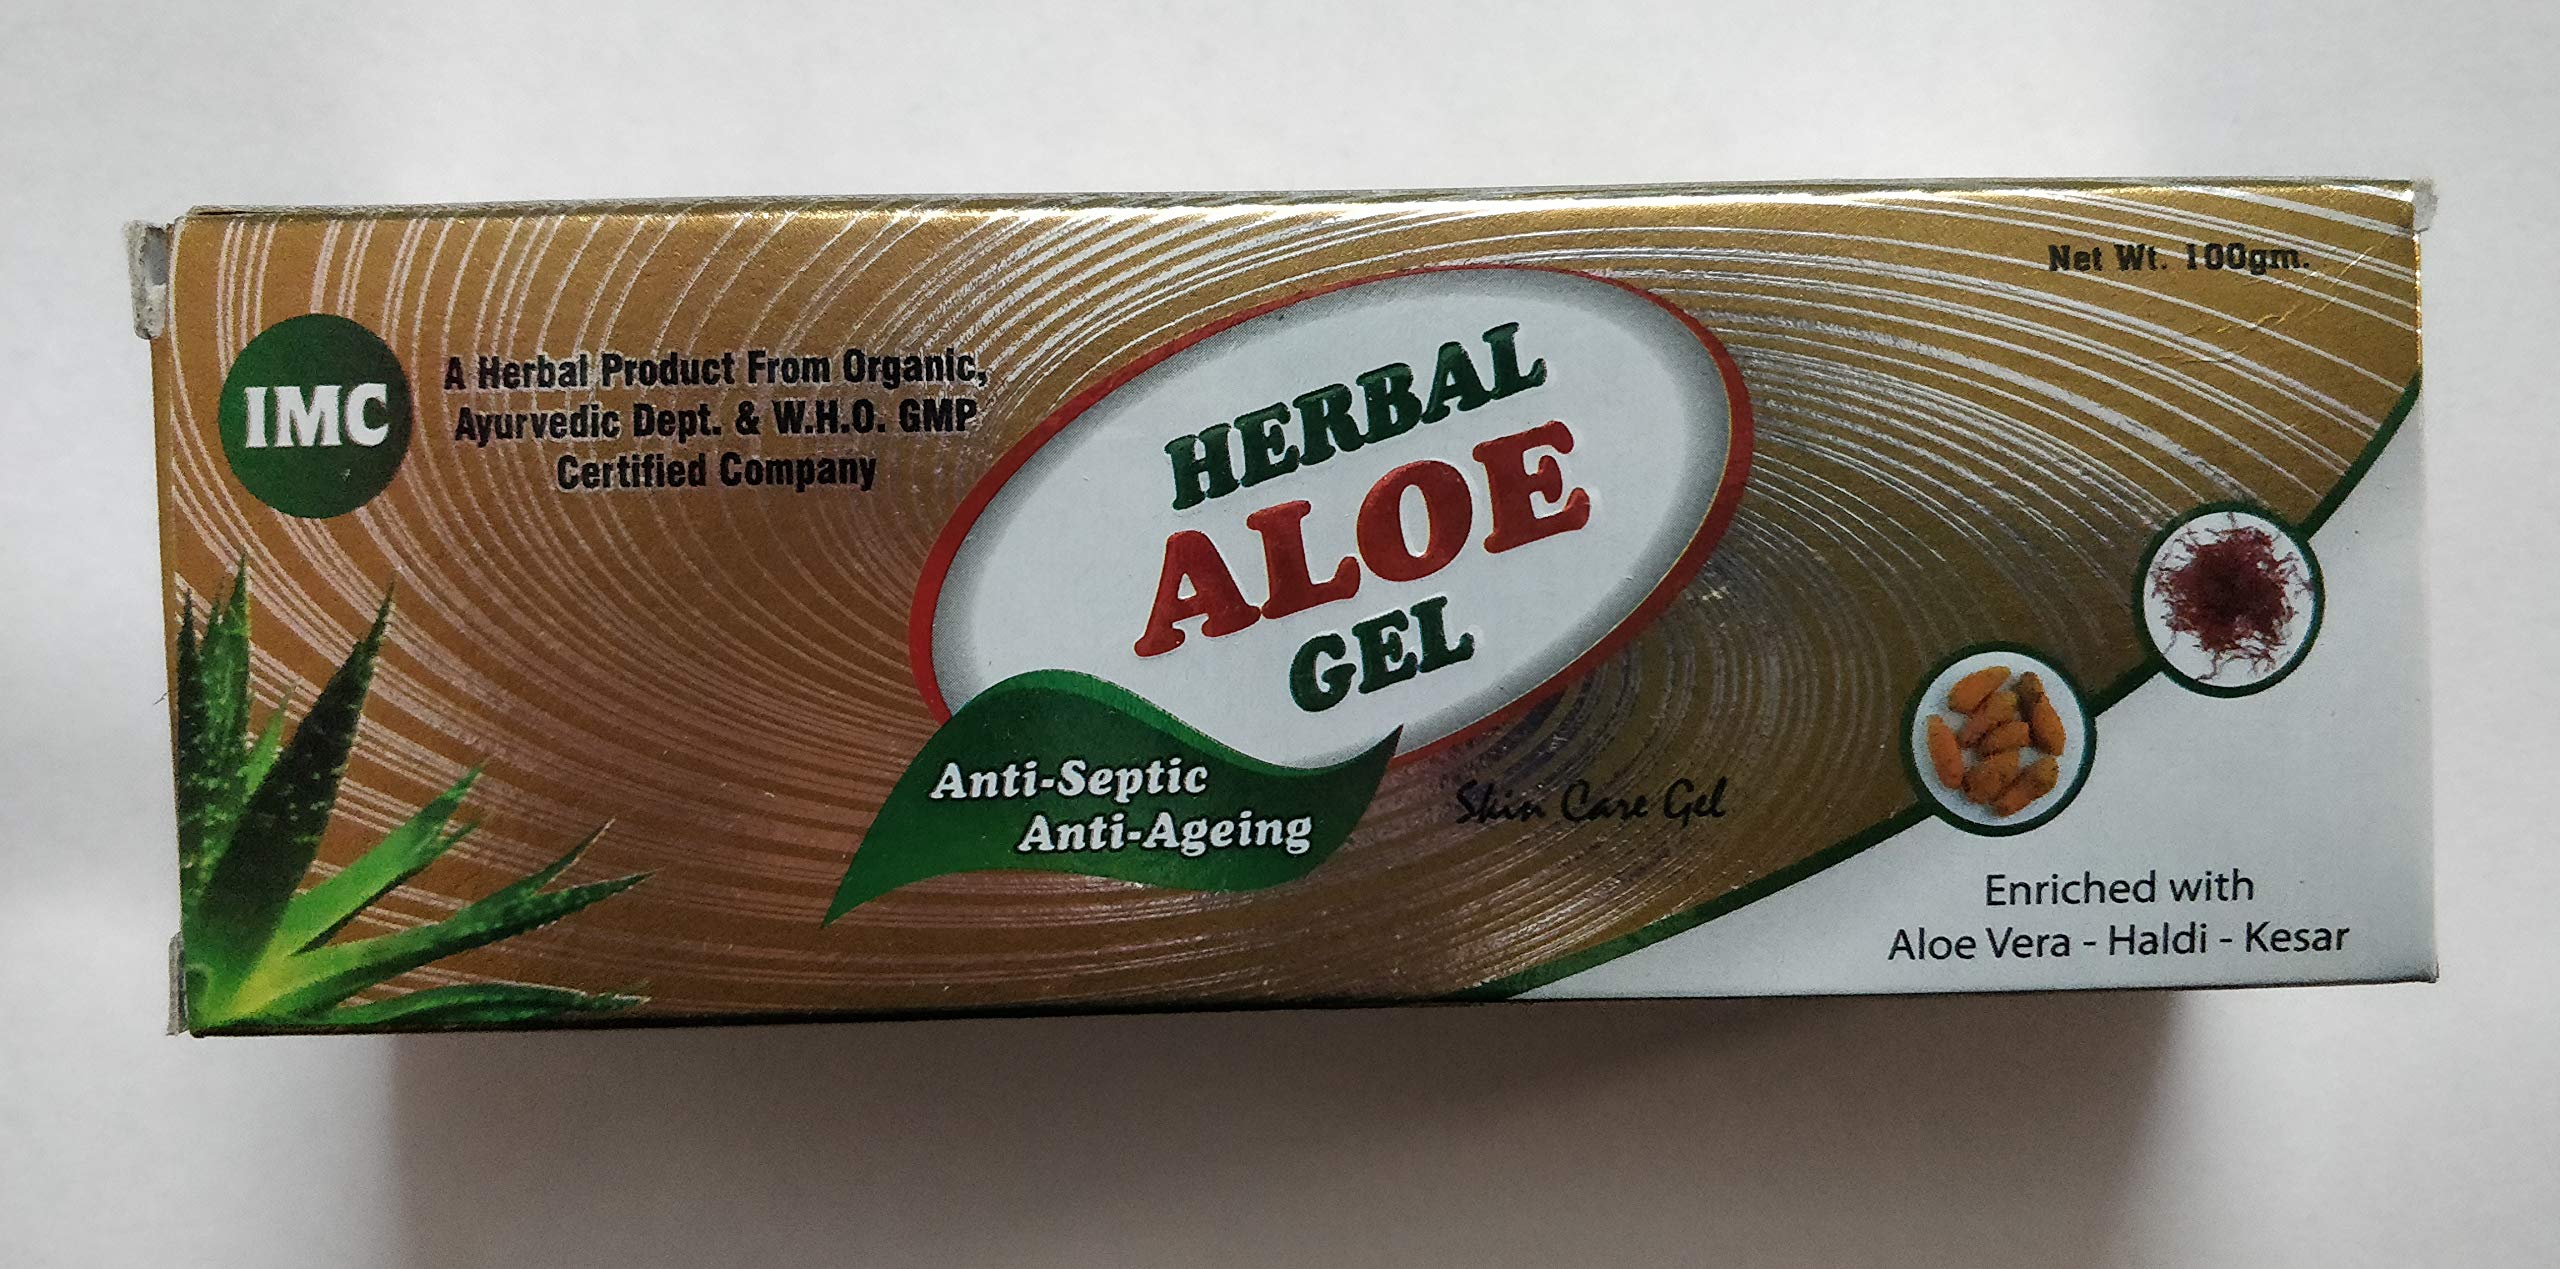 IMC
A Herbal Product From Organic,
Ayurvedic Dept. & W.H.O. GMP
Certified Company
Net Wt. 100gm.
HERBAL
ALOE
GEL
Anti-Septic
Anti-Ageing
Skin Care Gel
Enriched with
Aloe Vera - Haldi - Kesar